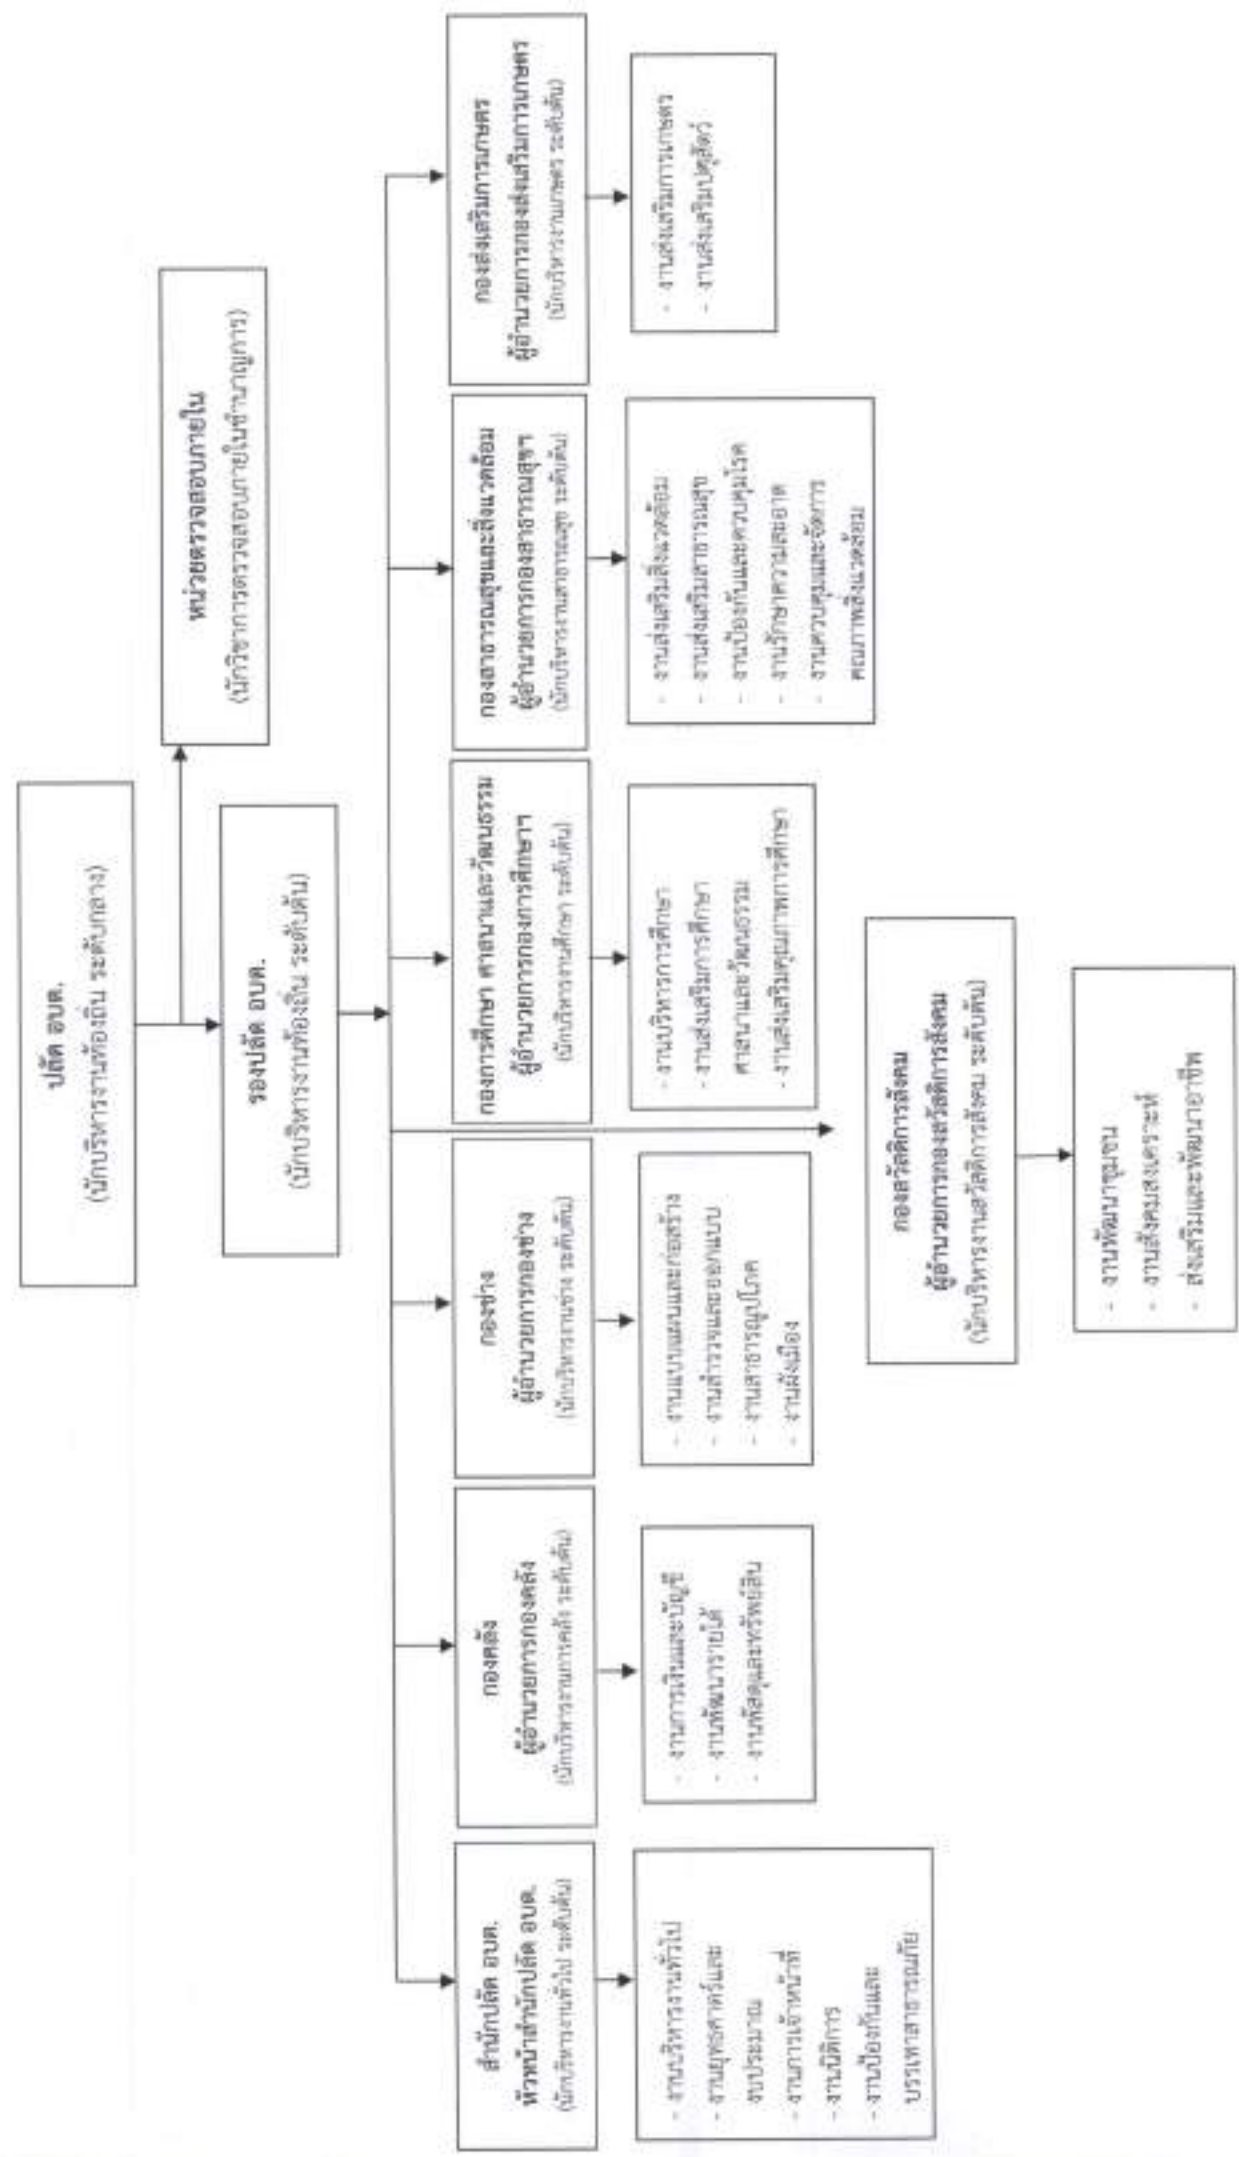 ปลัด อบต.
(นักบริหารงานท้องถิ่น ระดับกลาง)
หน่วยตรวจสอบภายใน
(นักวิชาการตรวจสอบภายในชำนาญการ)
รองปลัด อบต.
(นักบริหารงานท้องถิ่น ระดับต้น)
สำนักปลัด อบต.
หัวหน้าสำนักปลัด อบต.
(นักบริหารงานทั่วไป ระดับต้น)
- งานบริหารงานทั่วไป
- งานยุทธศาสตร์และ
งบประมาณ
- งานการเจ้าหน้าที่
- งานนิติการ
- งานป้องกันและ
บรรเทาสาธารณภัย
กองคลัง
ผู้อำนวยการกองคลัง
(นักบริหารงานการคลัง ระดับต้น)
- งานการเงินและบัญชี
- งานพัฒนารายได้
- งานพัสดุและทรัพย์สิน
กองช่าง
ผู้อำนวยการกองช่าง
(นักบริหารงานช่าง ระดับต้น)
- งานแบบแผนและก่อสร้าง
- งานสำรวจและออกแบบ
- งานสาธารณูปโภค
- งานผังเมือง
กองการศึกษา ศาสนาและวัฒนธรรม
ผู้อำนวยการกองการศึกษาฯ
(นักบริหารงานศึกษา ระดับต้น)
- งานบริหารการศึกษา
- งานส่งเสริมการศึกษา
ศาสนาและวัฒนธรรม
- งานส่งเสริมคุณภาพการศึกษา
กองสาธารณสุขและสิ่งแวดล้อม
ผู้อำนวยการกองสาธารณสุขฯ
(นักบริหารงานสาธารณสุข ระดับต้น)
- งานส่งเสริมสิ่งแวดล้อม
- งานส่งเสริมสาธารณสุข
- งานป้องกันและควบคุมโรค
- งานรักษาความสะอาด
- งานควบคุมและจัดการ
คุณภาพสิ่งแวดล้อม
กองส่งเสริมการเกษตร
ผู้อำนวยการกองส่งเสริมการเกษตร
(นักบริหารงานเกษตร ระดับต้น)
- งานส่งเสริมการเกษตร
- งานส่งเสริมปศุสัตว์
กองสวัสดิการสังคม
ผู้อำนวยการกองสวัสดิการสังคม
(นักบริหารงานสวัสดิการสังคม ระดับต้น)
- งานพัฒนาชุมชน
- งานสังคมสงเคราะห์
- ส่งเสริมและพัฒนาอาชีพ